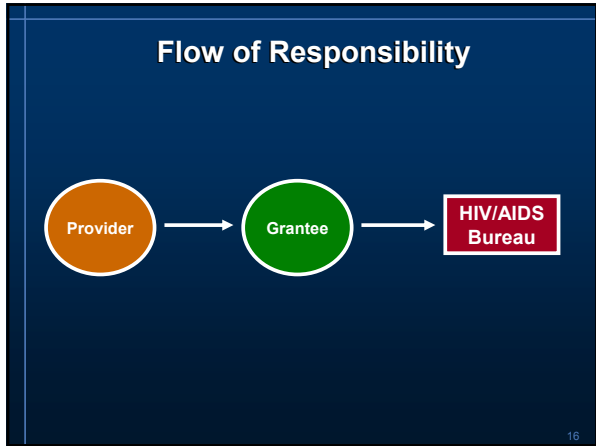 Flow of Responsibility
Provider
Grantee
HIV/AIDS
Bureau
16